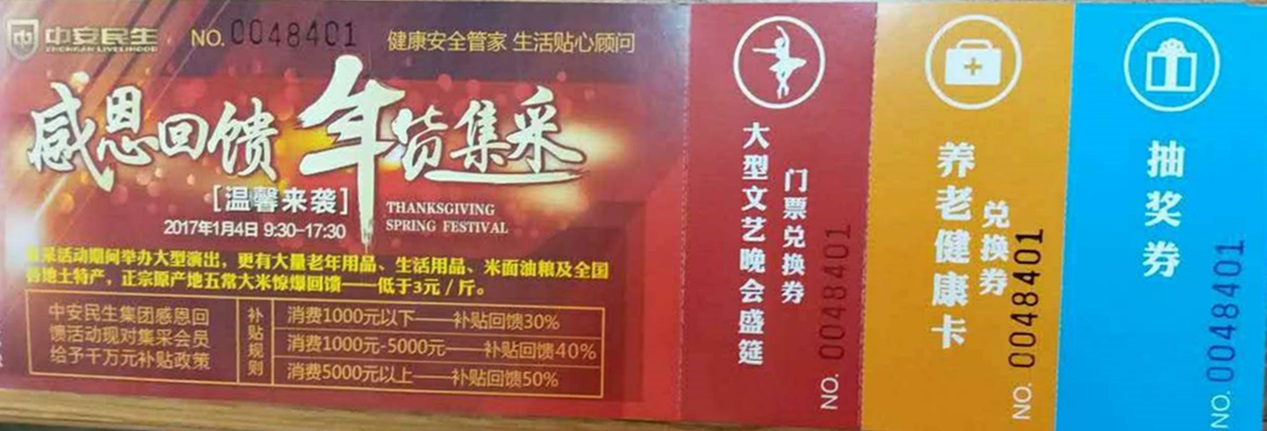 中安民生
ZHONGAN LIVELIHOOD
NO. 0048401
健康安全管家 生活贴心顾问
感恩回馈 年货集采
[温馨来袭]
2017年1月4日 9:30-17:30
THANKSGIVING
SPRING FESTIVAL
集采活动期间举办大型演出，更有大量老年用品、生活用品、米面油粮及全国
各地土特产，正宗原产地五常大米惊爆回馈——低于3元/斤。
中安民生集团感恩回
馈活动现对集采会员
给予千万元补贴政策
补贴规则
消费1000元以下——补贴回馈30%
消费1000元-5000元——补贴回馈40%
消费5000元以上——补贴回馈50%
大型文艺晚会盛筵
门票兑换券
NO. 0048401
养老健康卡
兑换券
NO. 0048401
抽奖券
NO. 0048401